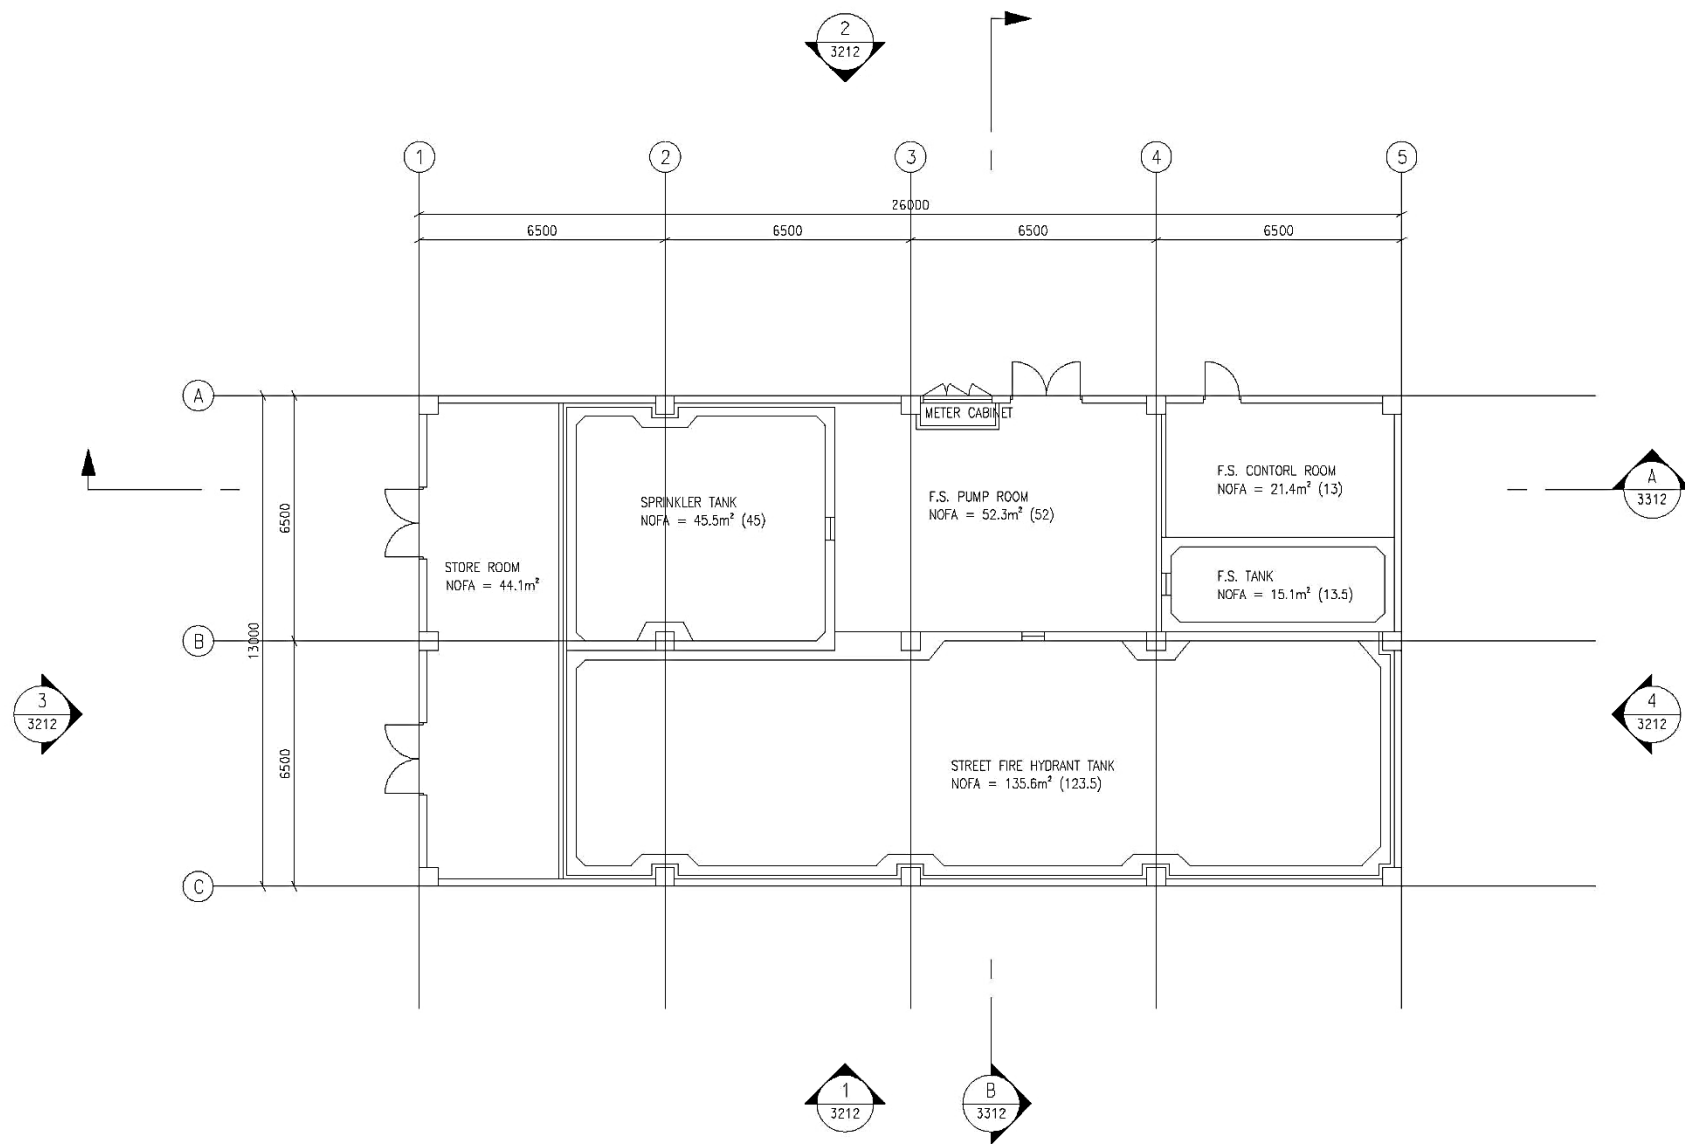 2
3212
1
2
3
4
5
26000
6500
6500
6500
6500
A
METER CABINET
F.S. CONTORL ROOM
NOFA = 21.4m² (13)
A
3312
SPRINKLER TANK
NOFA = 45.5m² (45)
F.S. PUMP ROOM
NOFA = 52.3m² (52)
6500
STORE ROOM
NOFA = 44.1m²
F.S. TANK
NOFA = 15.1m² (13.5)
B
13000
3
3212
4
3212
6500
STREET FIRE HYDRANT TANK
NOFA = 135.6m² (123.5)
C
1
3212
B
3312